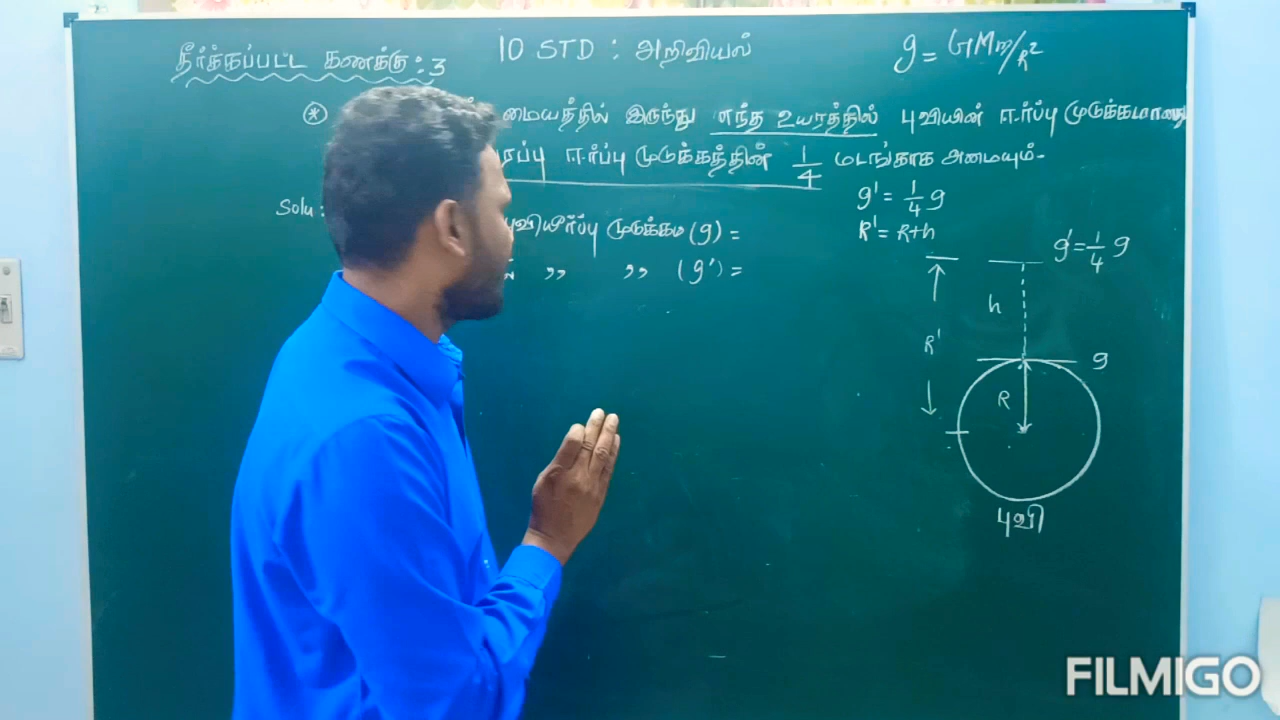 தீர்க்கப்பட்ட கணக்கு: 3
10 STD : அறிவியல்
g = GMm/R²
* மையத்தில் இருந்து எந்த உயரத்தில் புவியின் ஈர்ப்பு முடுக்கமானது
ஈர்ப்பு முடுக்கத்தின் 1/4 மடங்காக அமையும்.
g' = 1/4 g
R' = R+h
Solu : புவியீர்ப்பு முடுக்கம (g) =
,, ,, (g') =
g' = 1/4 g
h
R'
g
R
புவி
FILMIGO